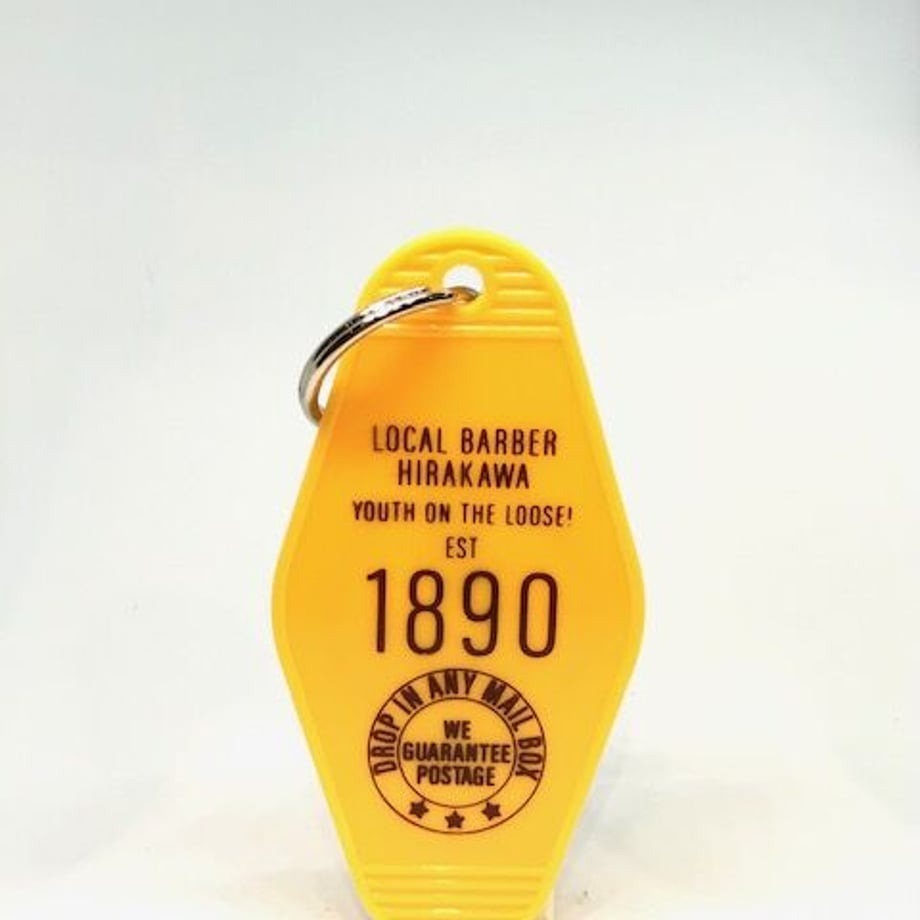 LOCAL BARBER
HIRAKAWA
YOUTH ON THE LOOSE!
EST
1890
DROP IN ANY MAIL BOX
WE
GUARANTEE
POSTAGE